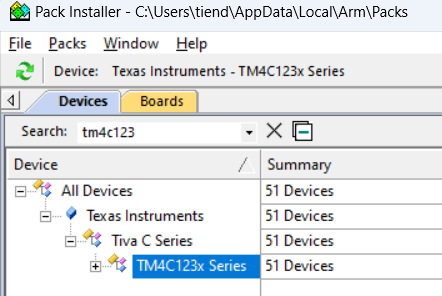 Pack Installer - C:\Users\tiend\AppData\Local\Arm\Packs
File Packs Window Help
Device: Texas Instruments - TM4C123x Series
Devices Boards
Search: tm4c123
Device Summary
All Devices 51 Devices
Texas Instruments 51 Devices
Tiva C Series 51 Devices
TM4C123x Series 51 Devices